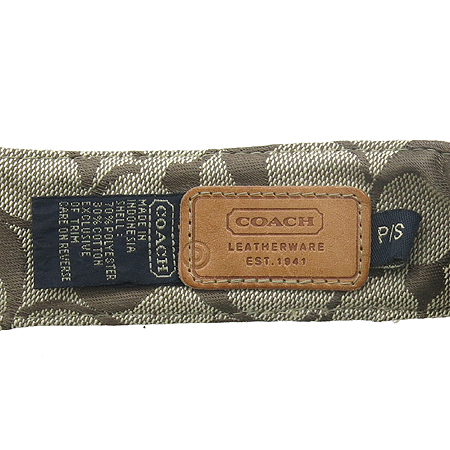 COACH
LEATHERWARE
EST. 1941
P/S
COACH
MADE IN
INDONESIA
SHELL:
70% POLYESTER
30% COTTON
EXCLUSIVE
OF TRIM
CARE ON REVERSE